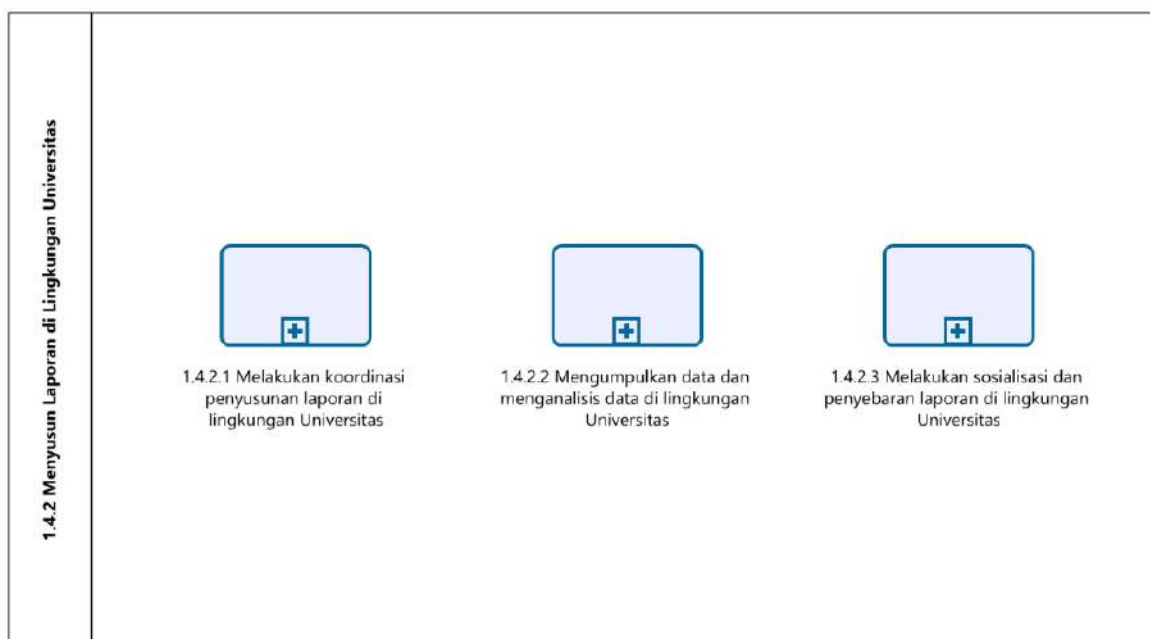 1.4.2 Menyusun Laporan di Lingkungan Universitas
1.4.2.1 Melakukan koordinasi
penyusunan laporan di
lingkungan Universitas
1.4.2.2 Mengumpulkan data dan
menganalisis data di lingkungan
Universitas
1.4.2.3 Melakukan sosialisasi dan
penyebaran laporan di lingkungan
Universitas